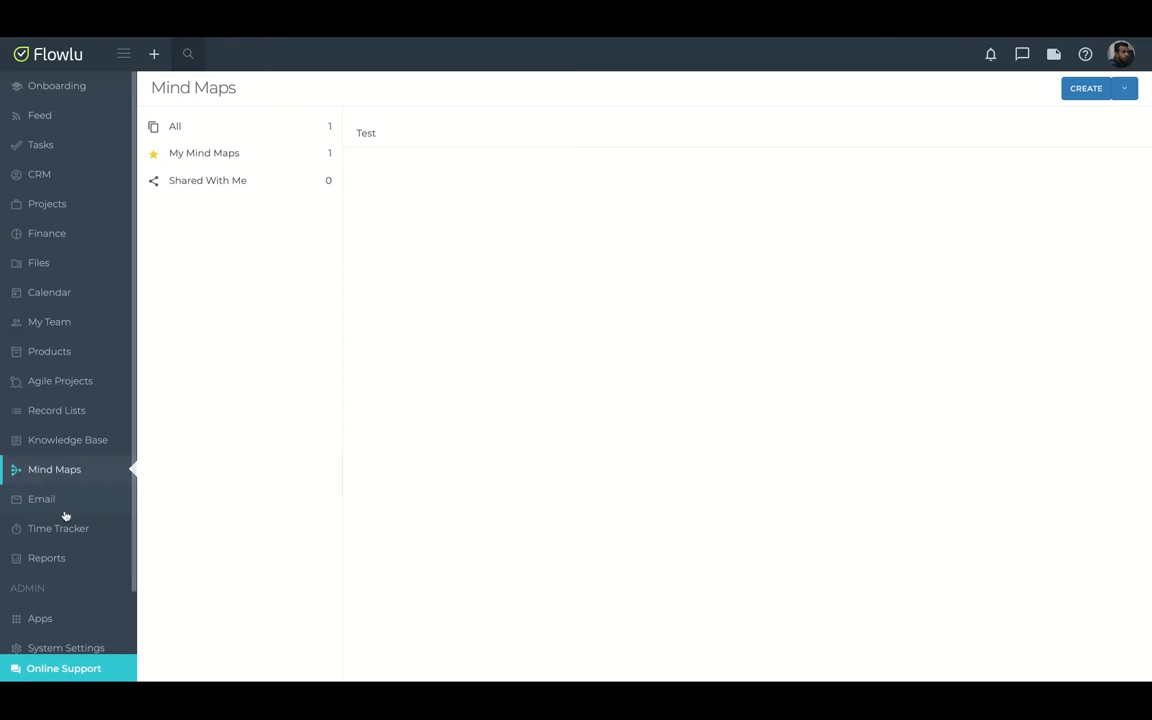 Flowlu
Onboarding
Feed
Tasks
CRM
Projects
Finance
Files
Calendar
My Team
Products
Agile Projects
Record Lists
Knowledge Base
Mind Maps
Email
Time Tracker
Reports
ADMIN
Apps
System Settings
Online Support
Mind Maps
CREATE
All 1
My Mind Maps 1
Shared With Me 0
Test